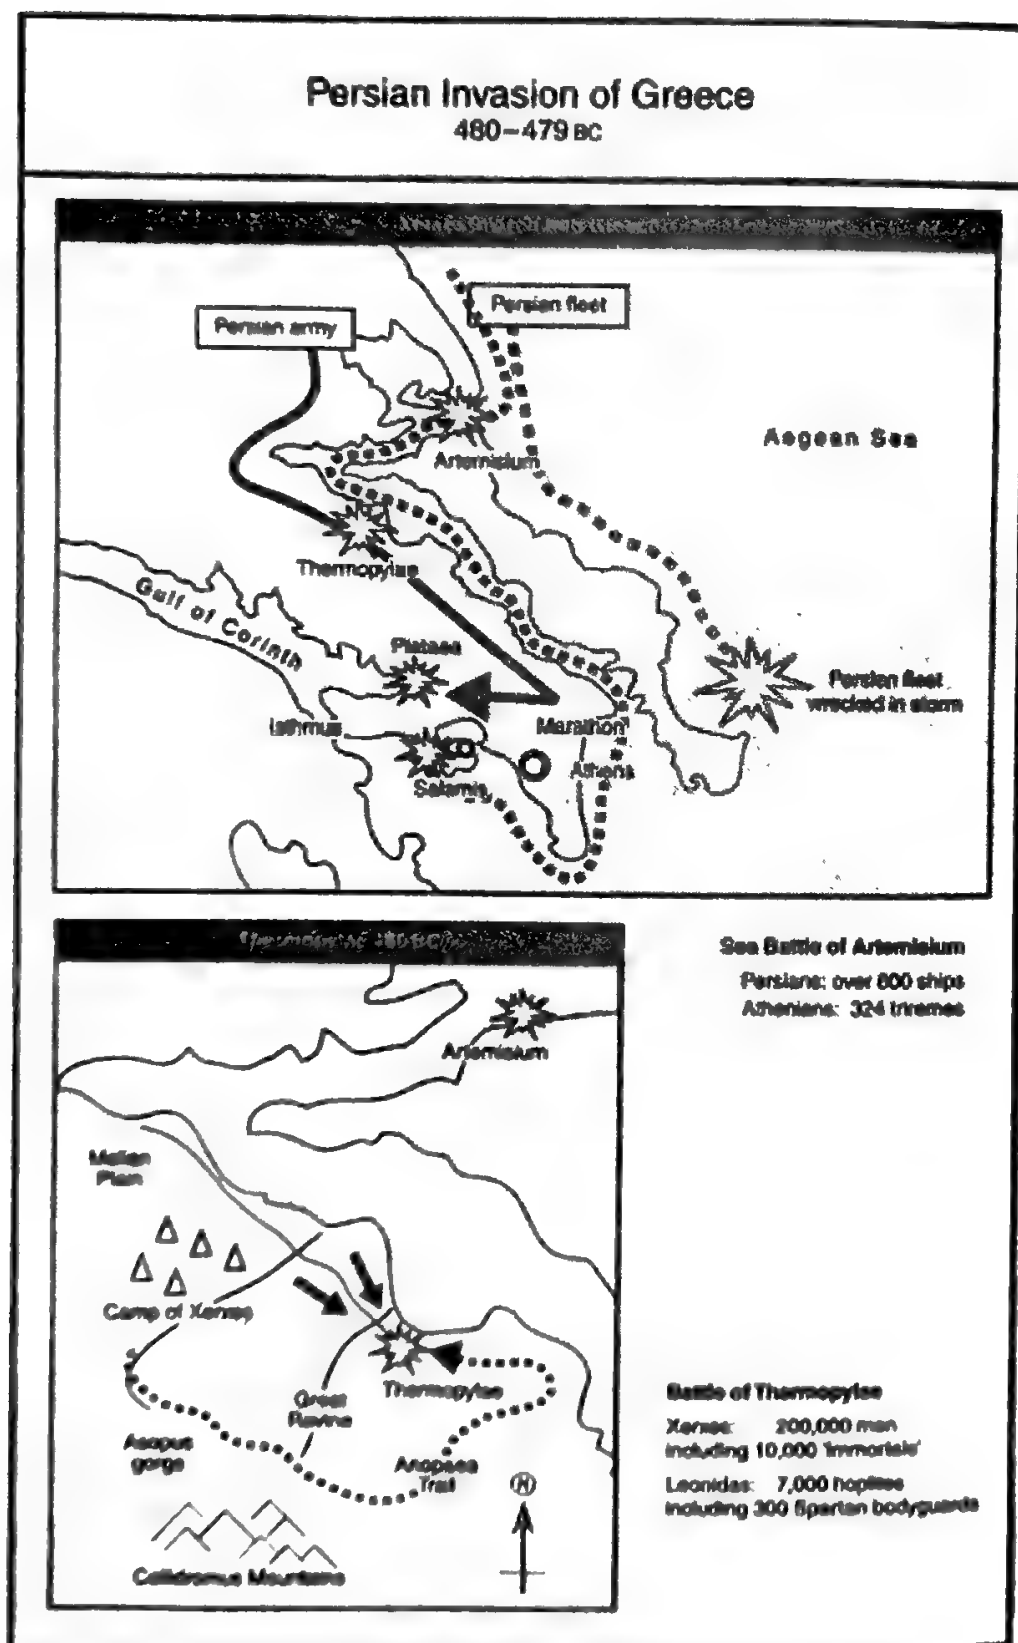 Persian Invasion of Greece
480–479 BC
Persian fleet
Persian army
Aegean Sea
Artemisium
Thermopylae
Gulf of Corinth
Plataea
Persian fleet
wrecked in storm
Isthmus
Marathon
Athens
Salamis
Thermopylae 480 BC
Sea Battle of Artemisium
Persians: over 800 ships
Athenians: 324 triremes
Artemisium
Malian
Plain
Camp of Xerxes
Thermopylae
Great
Ravine
Asopus
gorge
Anopaea
Trail
N
Callidromus Mountains
Battle of Thermopylae
Xerxes: 200,000 men
including 10,000 'Immortals'
Leonidas: 7,000 hoplites
including 300 Spartan bodyguards